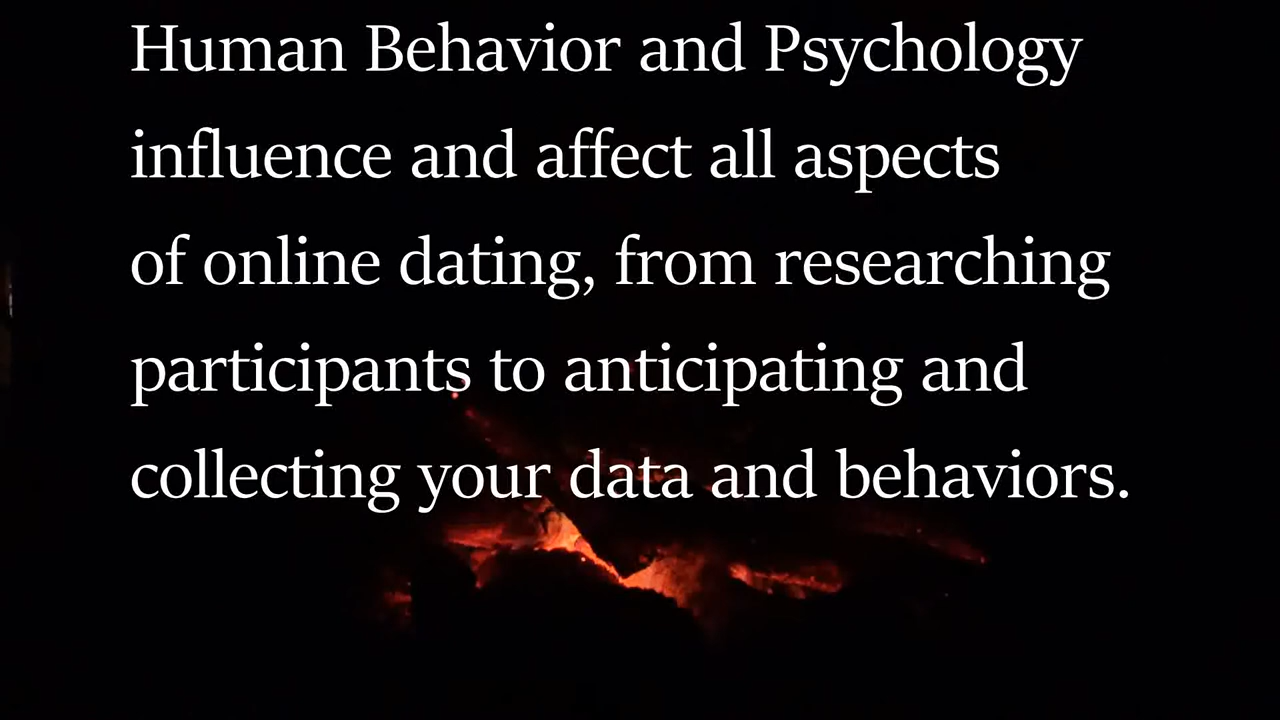 Human Behavior and Psychology
influence and affect all aspects
of online dating, from researching
participants to anticipating and
collecting your data and behaviors.